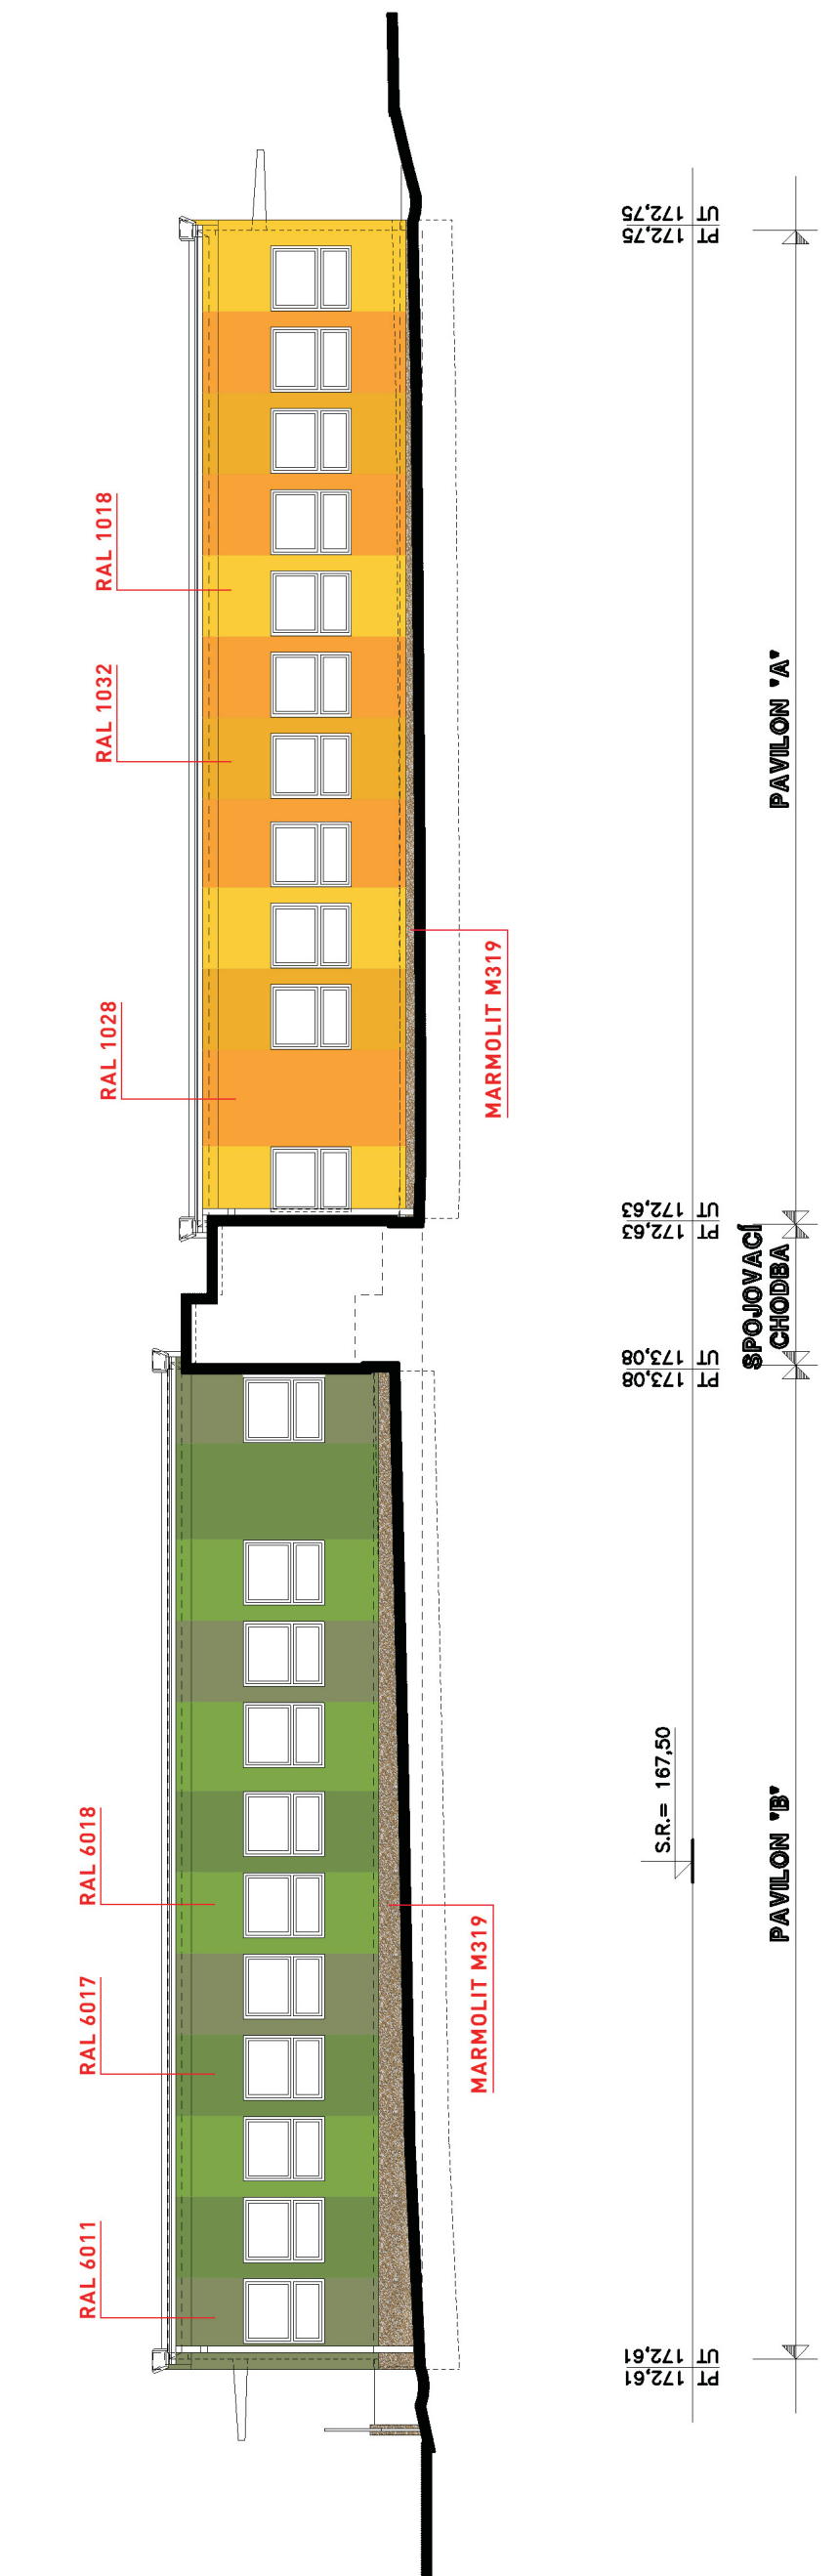 RAL 6011
RAL 6017
RAL 6018
RAL 1028
RAL 1032
RAL 1018
MARMOLIT M319
MARMOLIT M319
S.R.= 167,50
UT 172,61
PT 172,61
UT 173,08
PT 173,08
UT 172,63
PT 172,63
UT 172,75
PT 172,75
PAVILON "B"
SPOJOVACÍ
CHODBA
PAVILON "A"